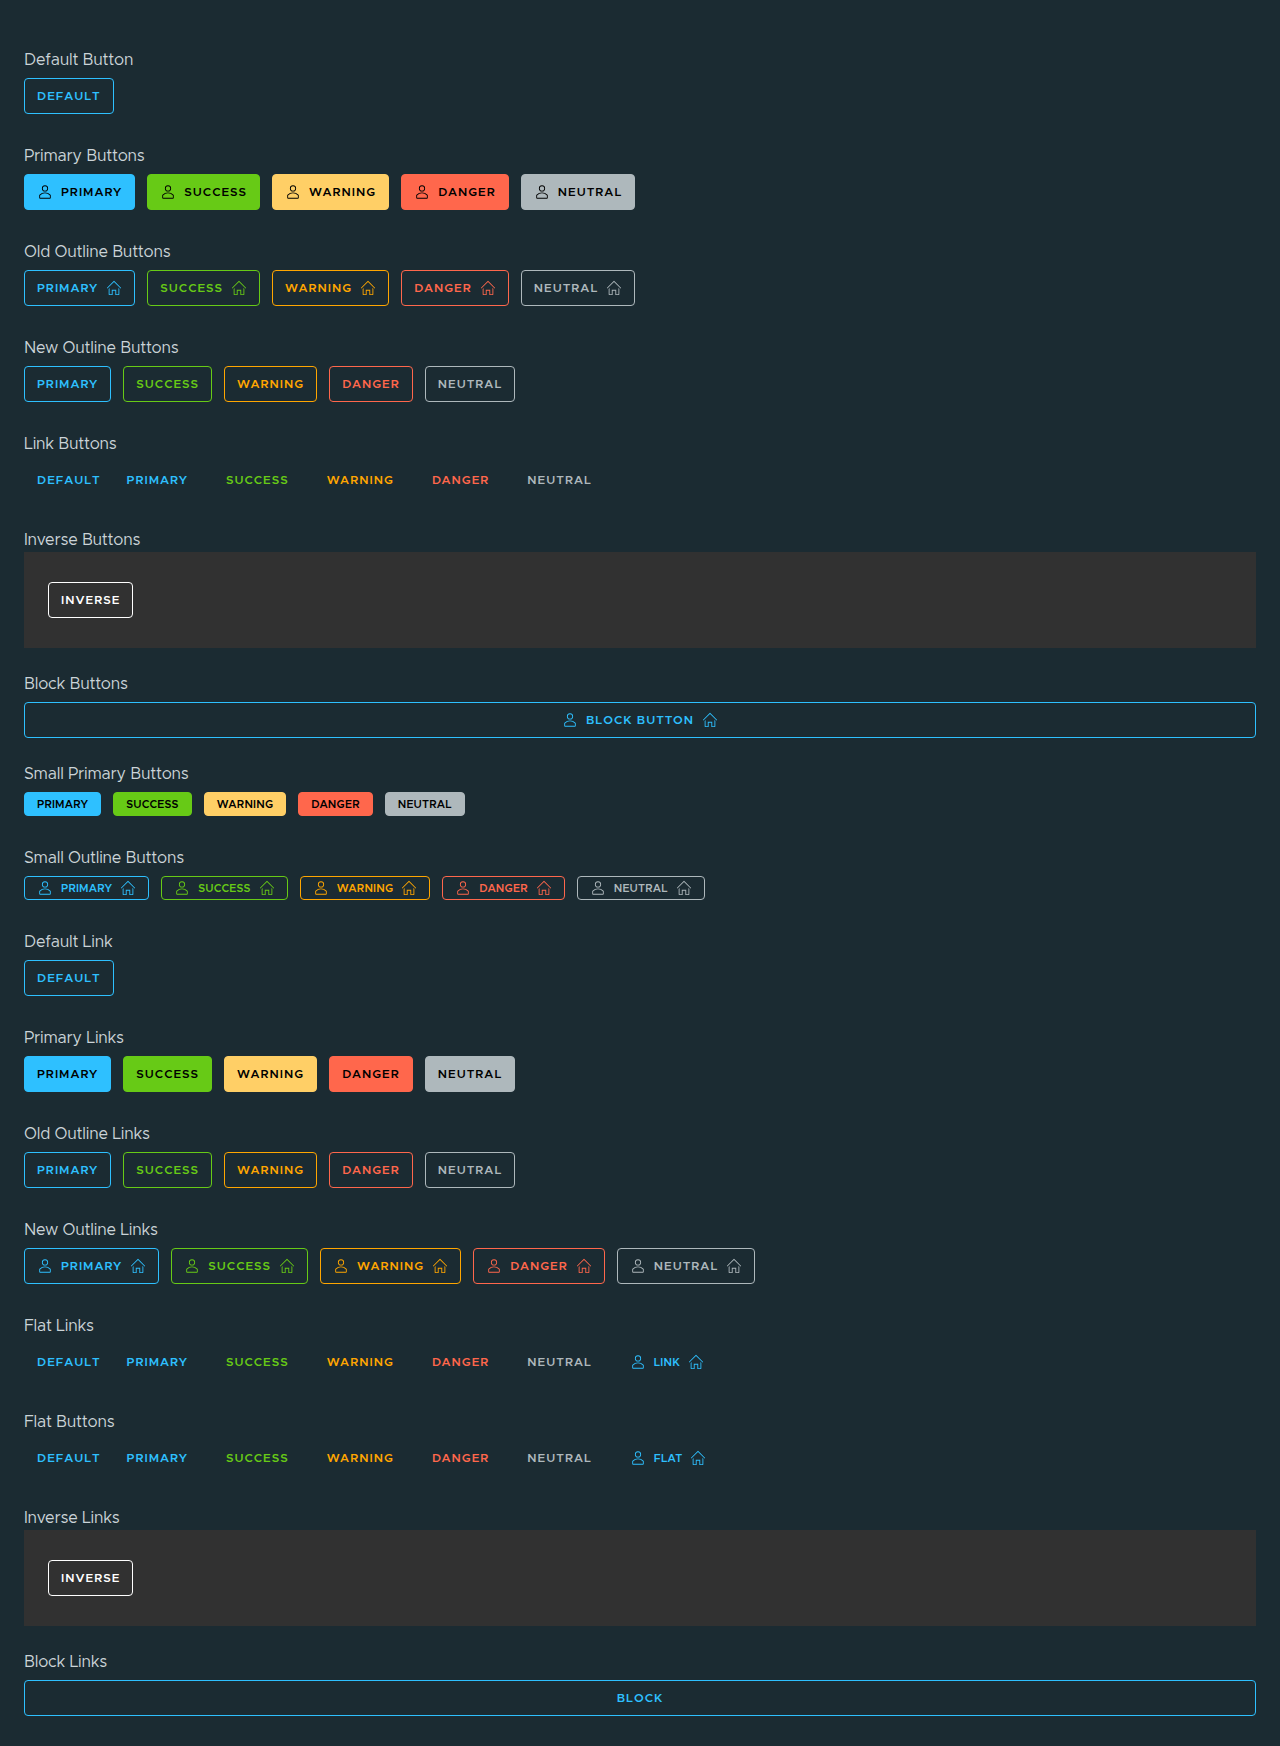 Default Button
DEFAULT
Primary Buttons
PRIMARY SUCCESS WARNING DANGER NEUTRAL
Old Outline Buttons
PRIMARY SUCCESS WARNING DANGER NEUTRAL
New Outline Buttons
PRIMARY SUCCESS WARNING DANGER NEUTRAL
Link Buttons
DEFAULT PRIMARY SUCCESS WARNING DANGER NEUTRAL
Inverse Buttons
INVERSE
Block Buttons
BLOCK BUTTON
Small Primary Buttons
PRIMARY SUCCESS WARNING DANGER NEUTRAL
Small Outline Buttons
PRIMARY SUCCESS WARNING DANGER NEUTRAL
Default Link
DEFAULT
Primary Links
PRIMARY SUCCESS WARNING DANGER NEUTRAL
Old Outline Links
PRIMARY SUCCESS WARNING DANGER NEUTRAL
New Outline Links
PRIMARY SUCCESS WARNING DANGER NEUTRAL
Flat Links
DEFAULT PRIMARY SUCCESS WARNING DANGER NEUTRAL LINK
Flat Buttons
DEFAULT PRIMARY SUCCESS WARNING DANGER NEUTRAL FLAT
Inverse Links
INVERSE
Block Links
BLOCK